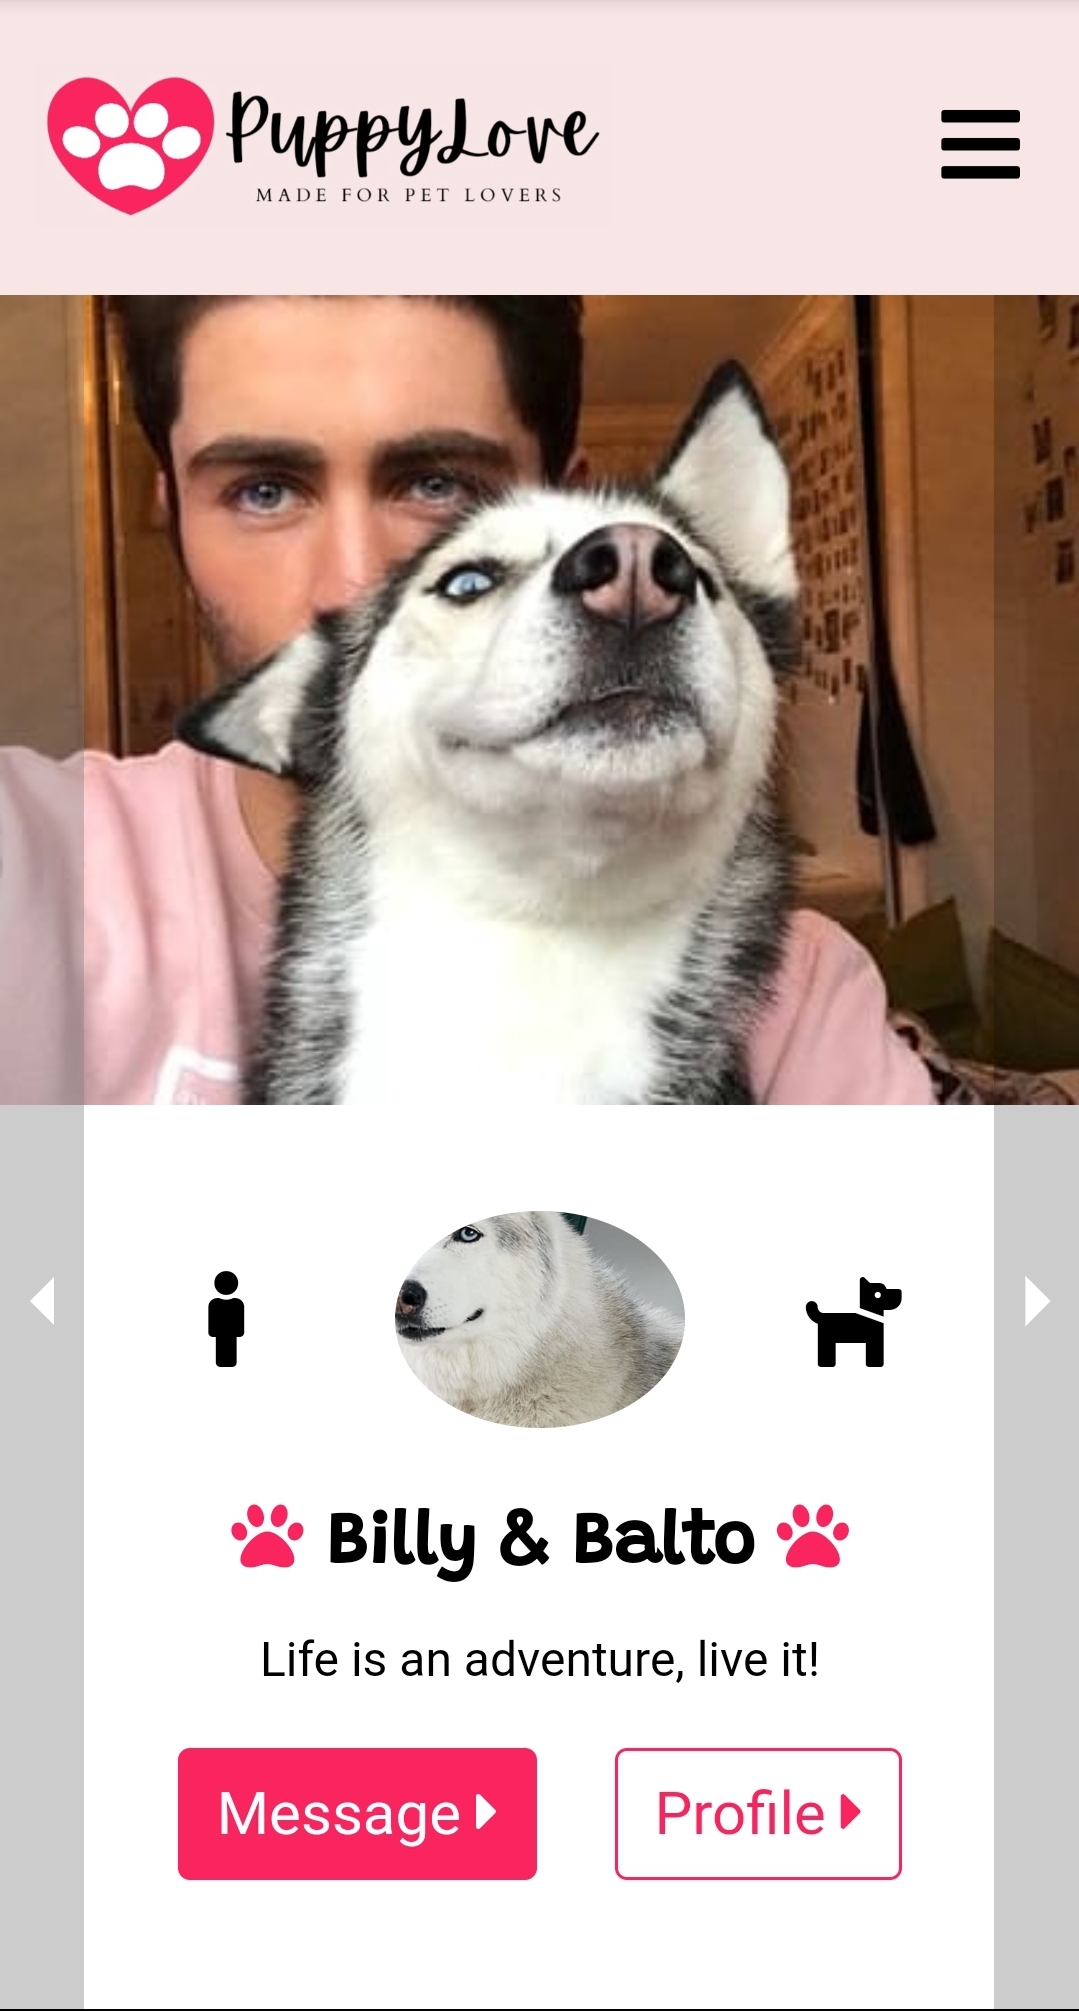 PuppyLove
MADE FOR PET LOVERS
Billy & Balto
Life is an adventure, live it!
Message
Profile